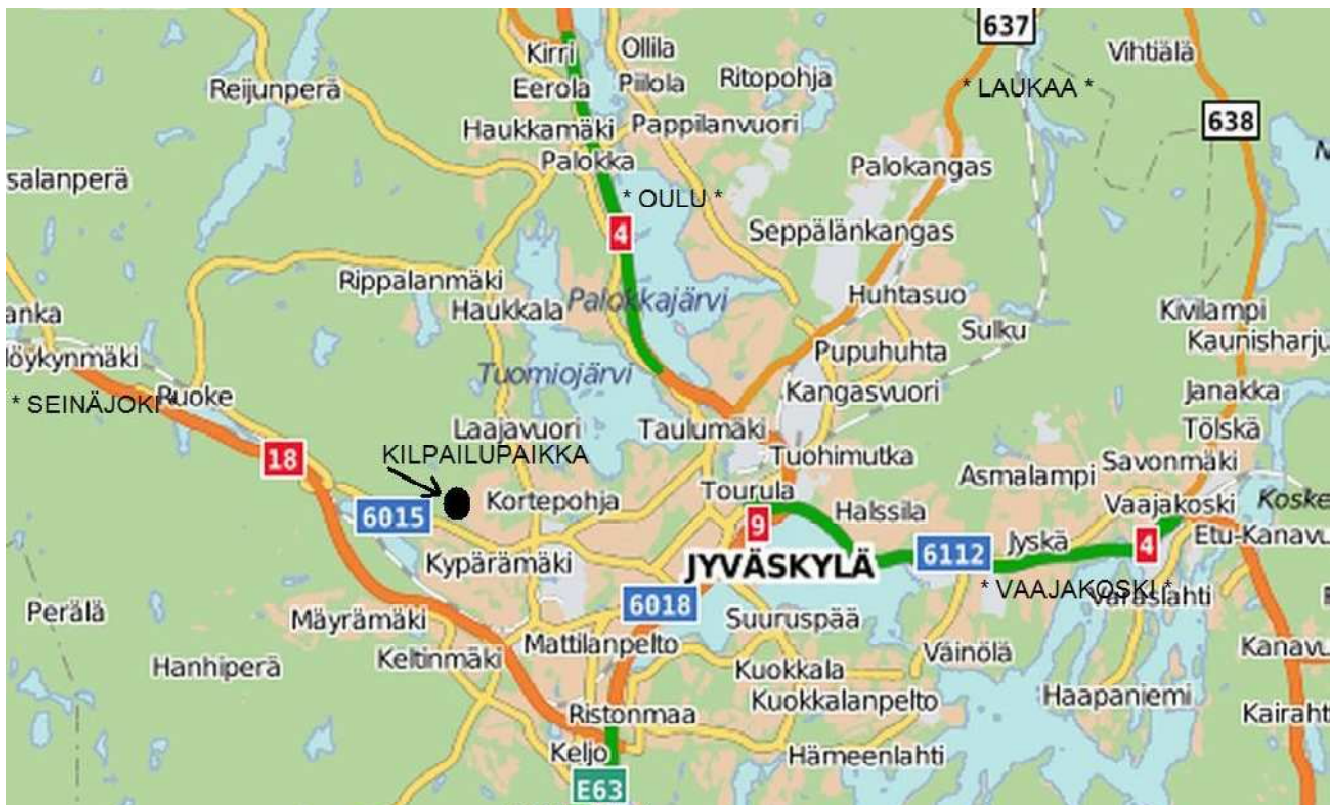 637
Kirri
Ollila
Vihtiälä
Reijunperä
Eerola
Piilola
Ritopohja
* LAUKAA *
Haukkamäki
Pappilanvuori
638
Palokka
Palokangas
salanperä
* OULU *
4
Seppälänkangas
Rippalanmäki
Haukkala
Palokkajärvi
Huhtasuo
Kivilampi
anka
Sulku
Kaunisharju
löykynmäki
Pupuhuhta
Tuomiojärvi
Kangasvuori
Janakka
* SEINÄJOKI *
Ruoke
Laajavuori
Taulumäki
Tölskä
18
KILPAILUPAIKKA
Tuohimutka
Asmalampi
Savonmäki
Kortepohja
Tourula
Vaajakoski
Koske
6015
9
Halssila
Jyskä
4
Etu-Kanavu
Kypärämäki
JYVÄSKYLÄ
6112
* VAAJAKOSKI *
Varaslahti
6018
Perälä
Mäyrämäki
Suuruspää
Mattilanpelto
Hanhiperä
Keltinmäki
Kuokkala
Väinölä
Kanavu
Kuokkalanpelto
Haapaniemi
Ristonmaa
Kairaht
Keljo
Hämeenlahti
E63